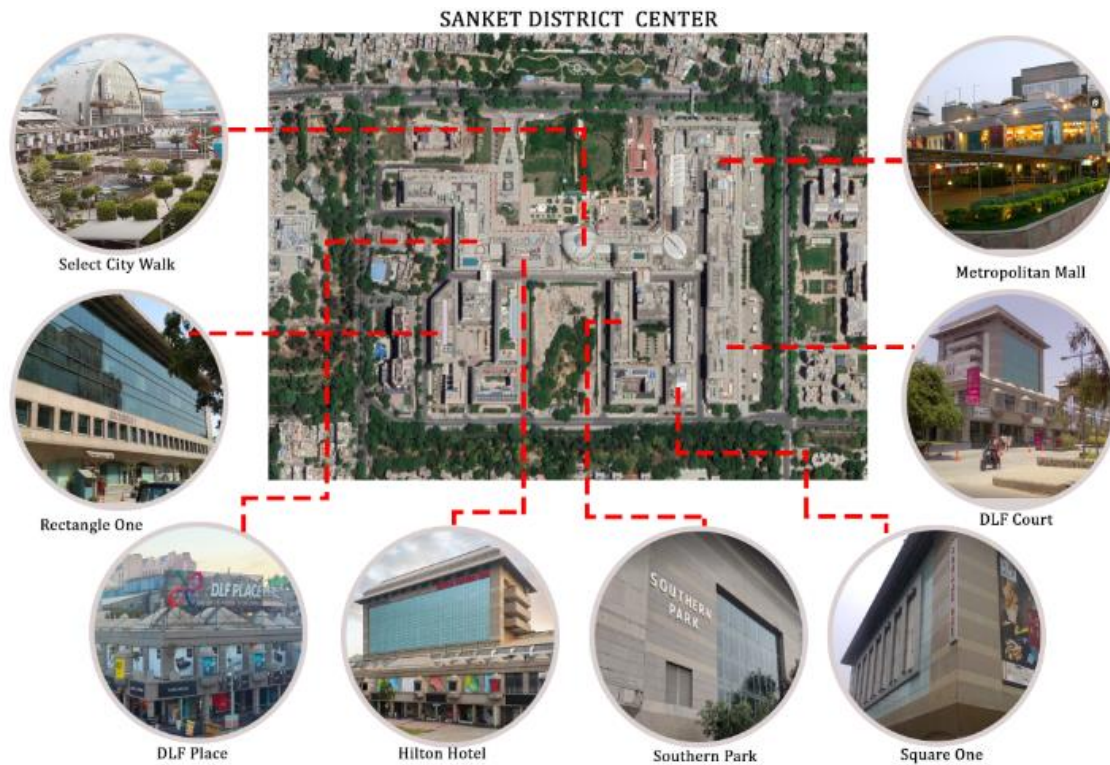 SANKET DISTRICT CENTER
Select City Walk
Metropolitan Mall
Rectangle One
DLF Court
DLF PLACE
DLF Place
Hilton Hotel
SOUTHERN
PARK
Southern Park
Square One